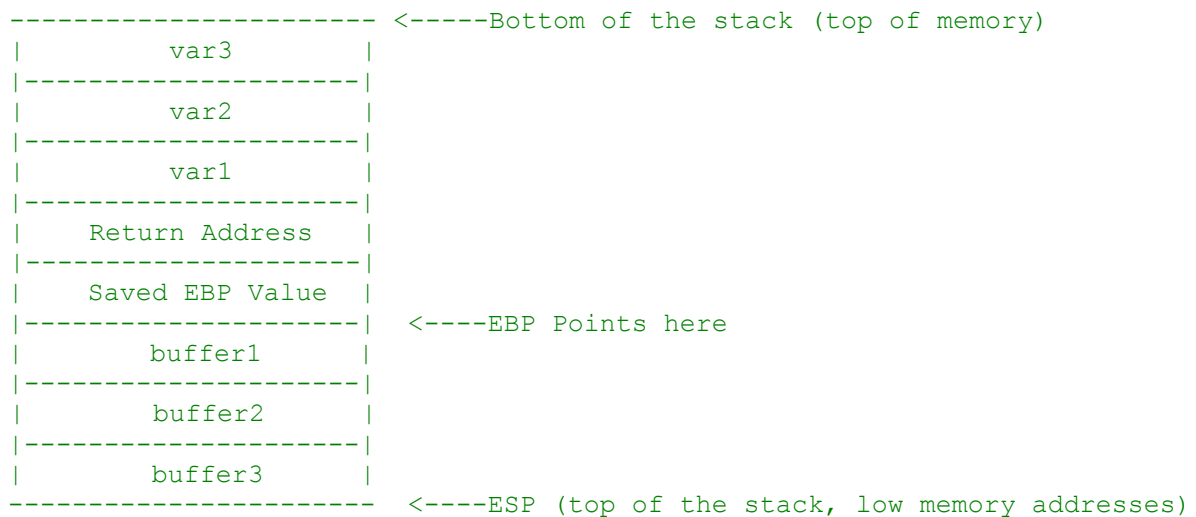 ----------------------- <-----Bottom of the stack (top of memory)
|         var3        |
|---------------------|
|         var2        |
|---------------------|
|         var1        |
|---------------------|
|    Return Address   |
|---------------------|
|    Saved EBP Value  |
|---------------------|  <----EBP Points here
|       buffer1       |
|---------------------|
|       buffer2       |
|---------------------|
|       buffer3       |
-----------------------  <----ESP (top of the stack, low memory addresses)